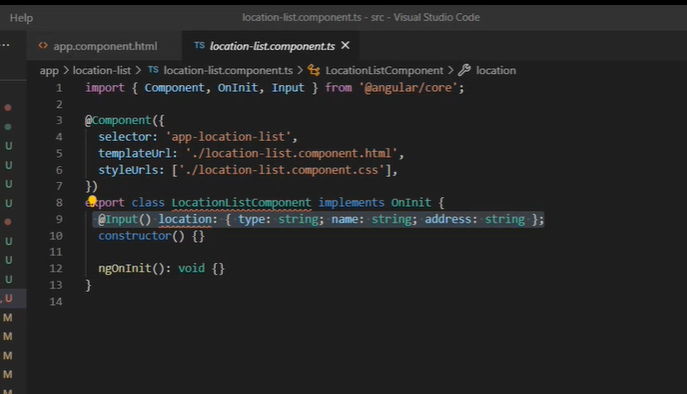 Help
location-list.component.ts - src - Visual Studio Code
... <> app.component.html TS location-list.component.ts ×
app > location-list > TS location-list.component.ts > LocationListComponent > location
1 import { Component, OnInit, Input } from '@angular/core';
2
3 @Component({
4 selector: 'app-location-list',
5 templateUrl: './location-list.component.html',
6 styleUrls: ['./location-list.component.css'],
7 })
8 export class LocationListComponent implements OnInit {
9 @Input() location: { type: string; name: string; address: string };
10 constructor() {}
11
12 ngOnInit(): void {}
13 }
14
U
U
U
U
U
U
U
U
M
M
M
M